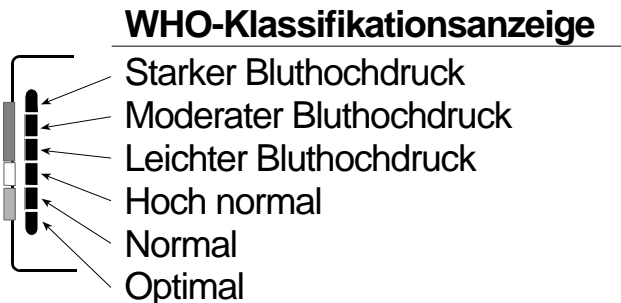 WHO-Klassifikationsanzeige
Starker Bluthochdruck
Moderater Bluthochdruck
Leichter Bluthochdruck
Hoch normal
Normal
Optimal